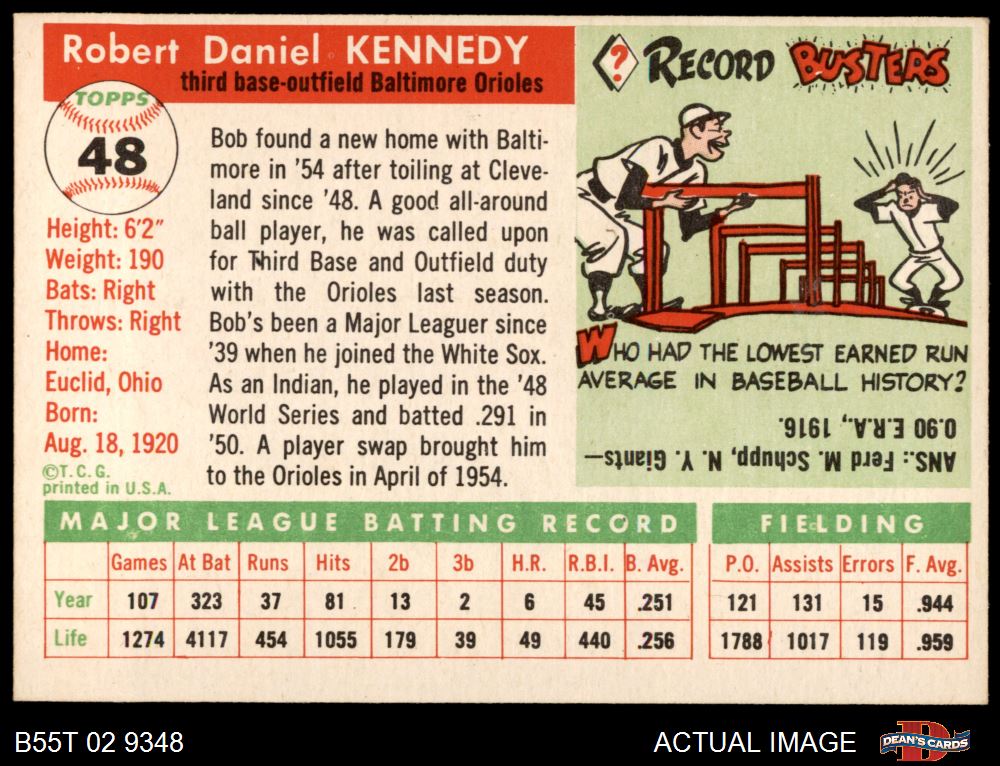 Robert Daniel KENNEDY
third base-outfield Baltimore Orioles
TOPPS
48
Height: 6'2"
Weight: 190
Bats: Right
Throws: Right
Home:
Euclid, Ohio
Born:
Aug. 18, 1920
©T.C.G.
printed in U.S.A.
Bob found a new home with Balti-
more in '54 after toiling at Cleve-
land since '48. A good all-around
ball player, he was called upon
for Third Base and Outfield duty
with the Orioles last season.
Bob's been a Major Leaguer since
'39 when he joined the White Sox.
As an Indian, he played in the '48
World Series and batted .291 in
'50. A player swap brought him
to the Orioles in April of 1954.
? RECORD BUSTERS
WHO HAD THE LOWEST EARNED RUN
AVERAGE IN BASEBALL HISTORY?
ANS.: Ferd M. Schupp, N. Y. Giants—
0.90 E.R.A., 1916.
MAJOR LEAGUE BATTING RECORD FIELDING
Games At Bat Runs Hits 2b 3b H.R. R.B.I. B. Avg. P.O. Assists Errors F. Avg.
Year 107 323 37 81 13 2 6 45 .251 121 131 15 .944
Life 1274 4117 454 1055 179 39 49 440 .256 1788 1017 119 .959
B55T 02 9348
ACTUAL IMAGE
D
DEAN'S CARDS